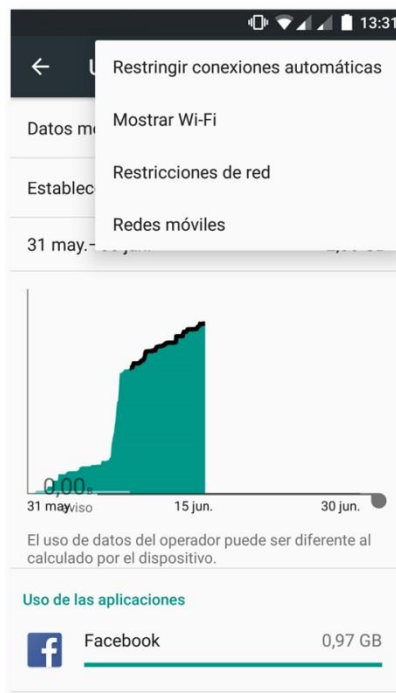 13:31
Restringir conexiones automáticas
Datos
Mostrar Wi-Fi
Restricciones de red
Redes móviles
31 may.–
0,00
aviso
31 may. 15 jun. 30 jun.
El uso de datos del operador puede ser diferente al
calculado por el dispositivo.
Uso de las aplicaciones
Facebook 0,97 GB